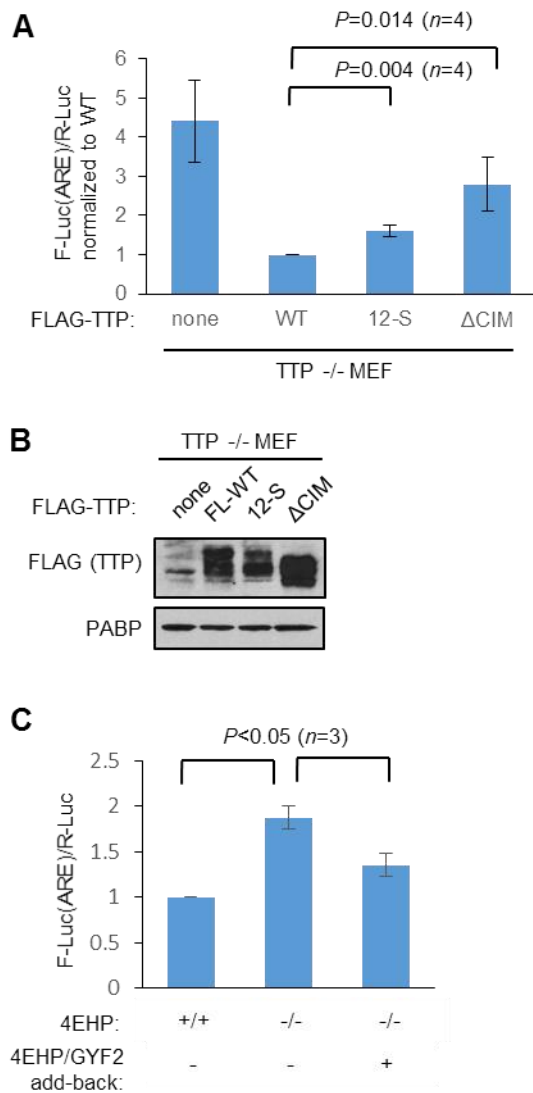 A
P=0.014 (n=4)
P=0.004 (n=4)
F-Luc(ARE)/R-Luc
normalized to WT
6
5
4
3
2
1
0
FLAG-TTP: none WT 12-S ΔCIM
TTP -/- MEF
B
TTP -/- MEF
FLAG-TTP: none FL-WT 12-S ΔCIM
FLAG (TTP)
PABP
C
P<0.05 (n=3)
F-Luc(ARE)/R-Luc
2.5
2
1.5
1
0.5
0
4EHP: +/+ -/- -/-
4EHP/GYF2 - - +
add-back: